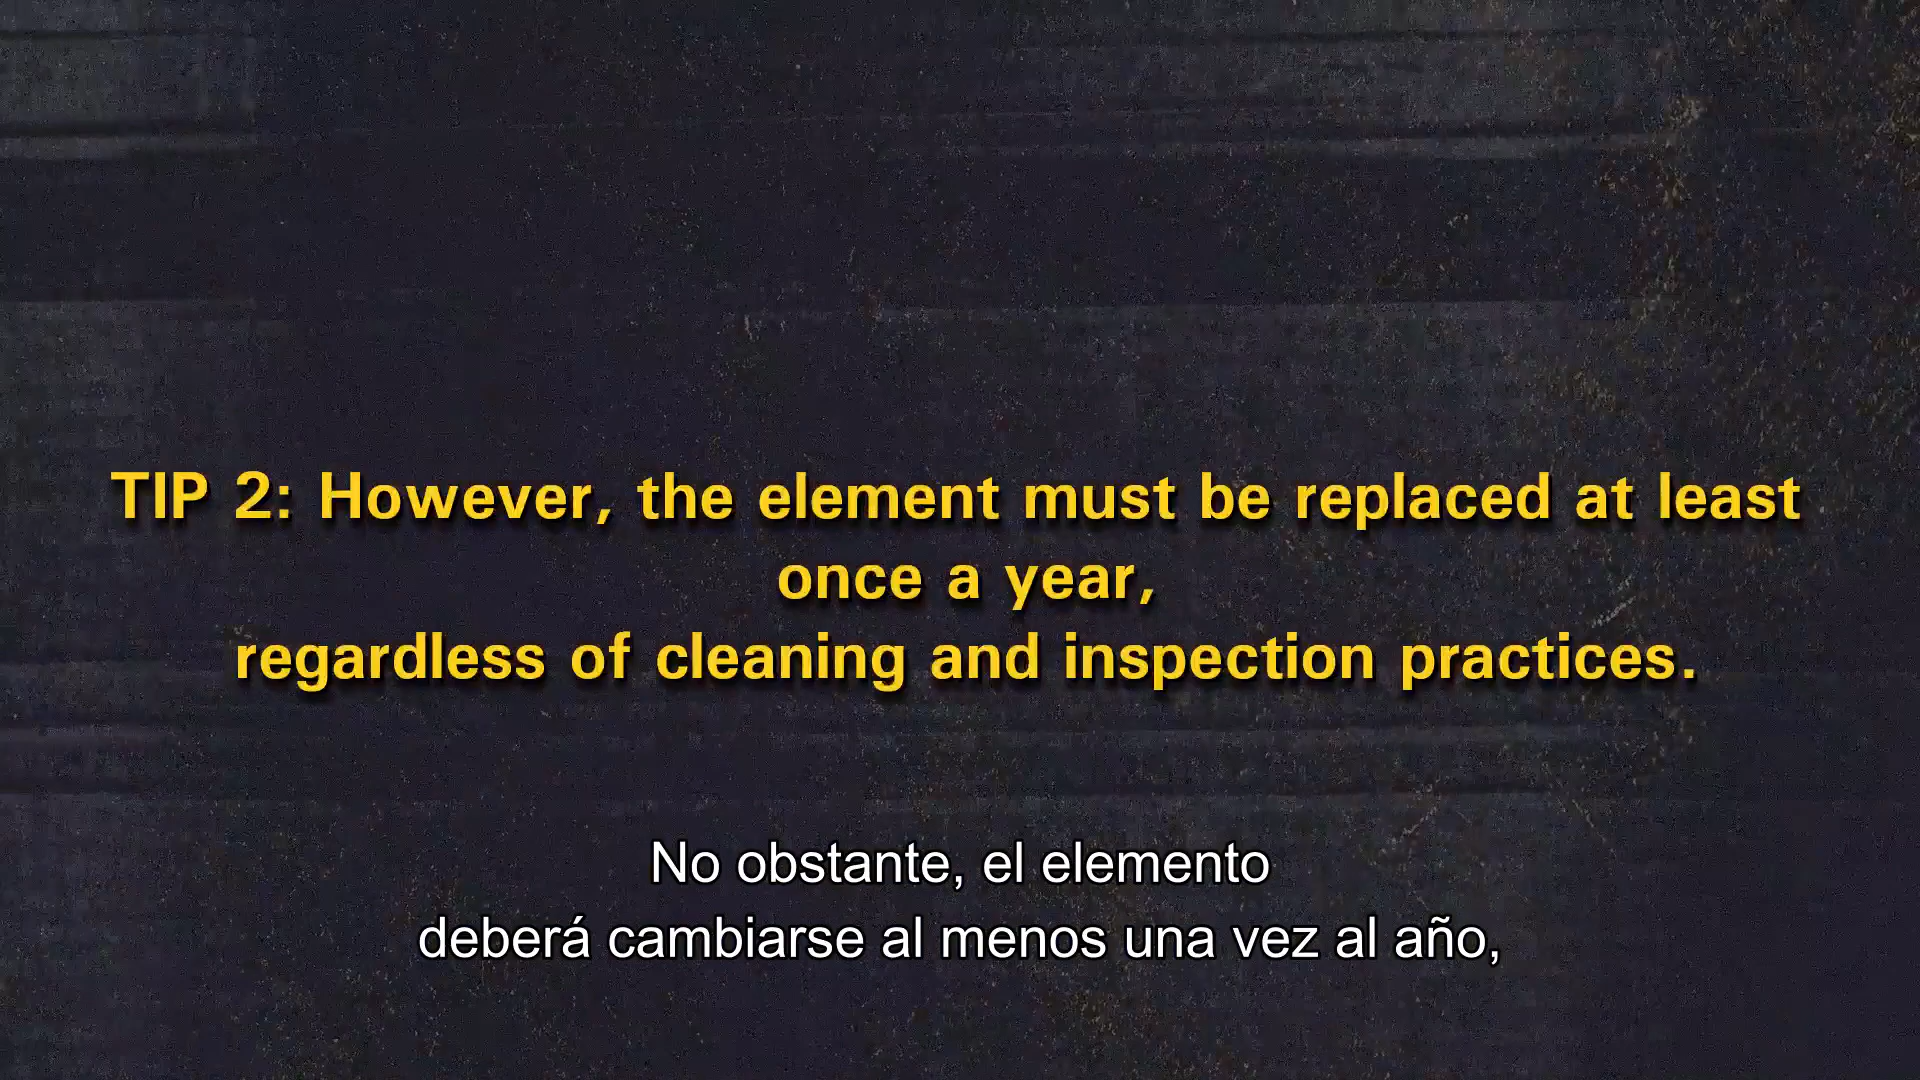 TIP 2: However, the element must be replaced at least
once a year,
regardless of cleaning and inspection practices.
No obstante, el elemento
deberá cambiarse al menos una vez al año,